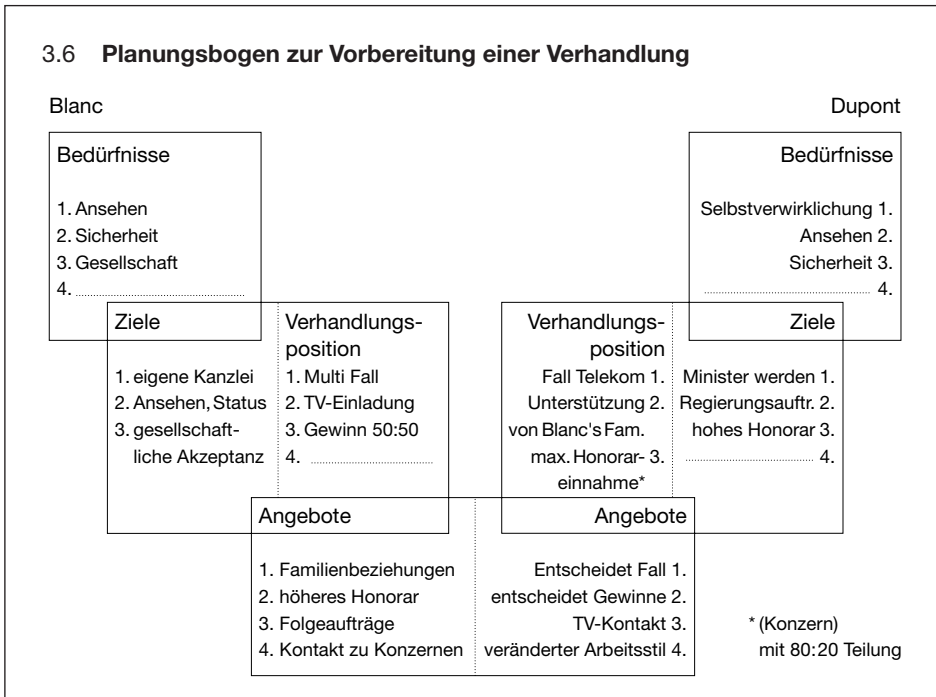 3.6 Planungsbogen zur Vorbereitung einer Verhandlung
Blanc
Dupont
Bedürfnisse
1. Ansehen
2. Sicherheit
3. Gesellschaft
4.
Bedürfnisse
Selbstverwirklichung 1.
Ansehen 2.
Sicherheit 3.
4.
Ziele
1. eigene Kanzlei
2. Ansehen, Status
3. gesellschaft-
liche Akzeptanz
Verhandlungs-
position
1. Multi Fall
2. TV-Einladung
3. Gewinn 50:50
4.
Verhandlungs-
position
Fall Telekom 1.
Unterstützung 2.
von Blanc's Fam.
max. Honorar- 3.
einnahme*
Ziele
Minister werden 1.
Regierungsauftr. 2.
hohes Honorar 3.
4.
Angebote
1. Familienbeziehungen
2. höheres Honorar
3. Folgeaufträge
4. Kontakt zu Konzernen
Angebote
Entscheidet Fall 1.
entscheidet Gewinne 2.
TV-Kontakt 3.
veränderter Arbeitsstil 4.
* (Konzern)
mit 80:20 Teilung